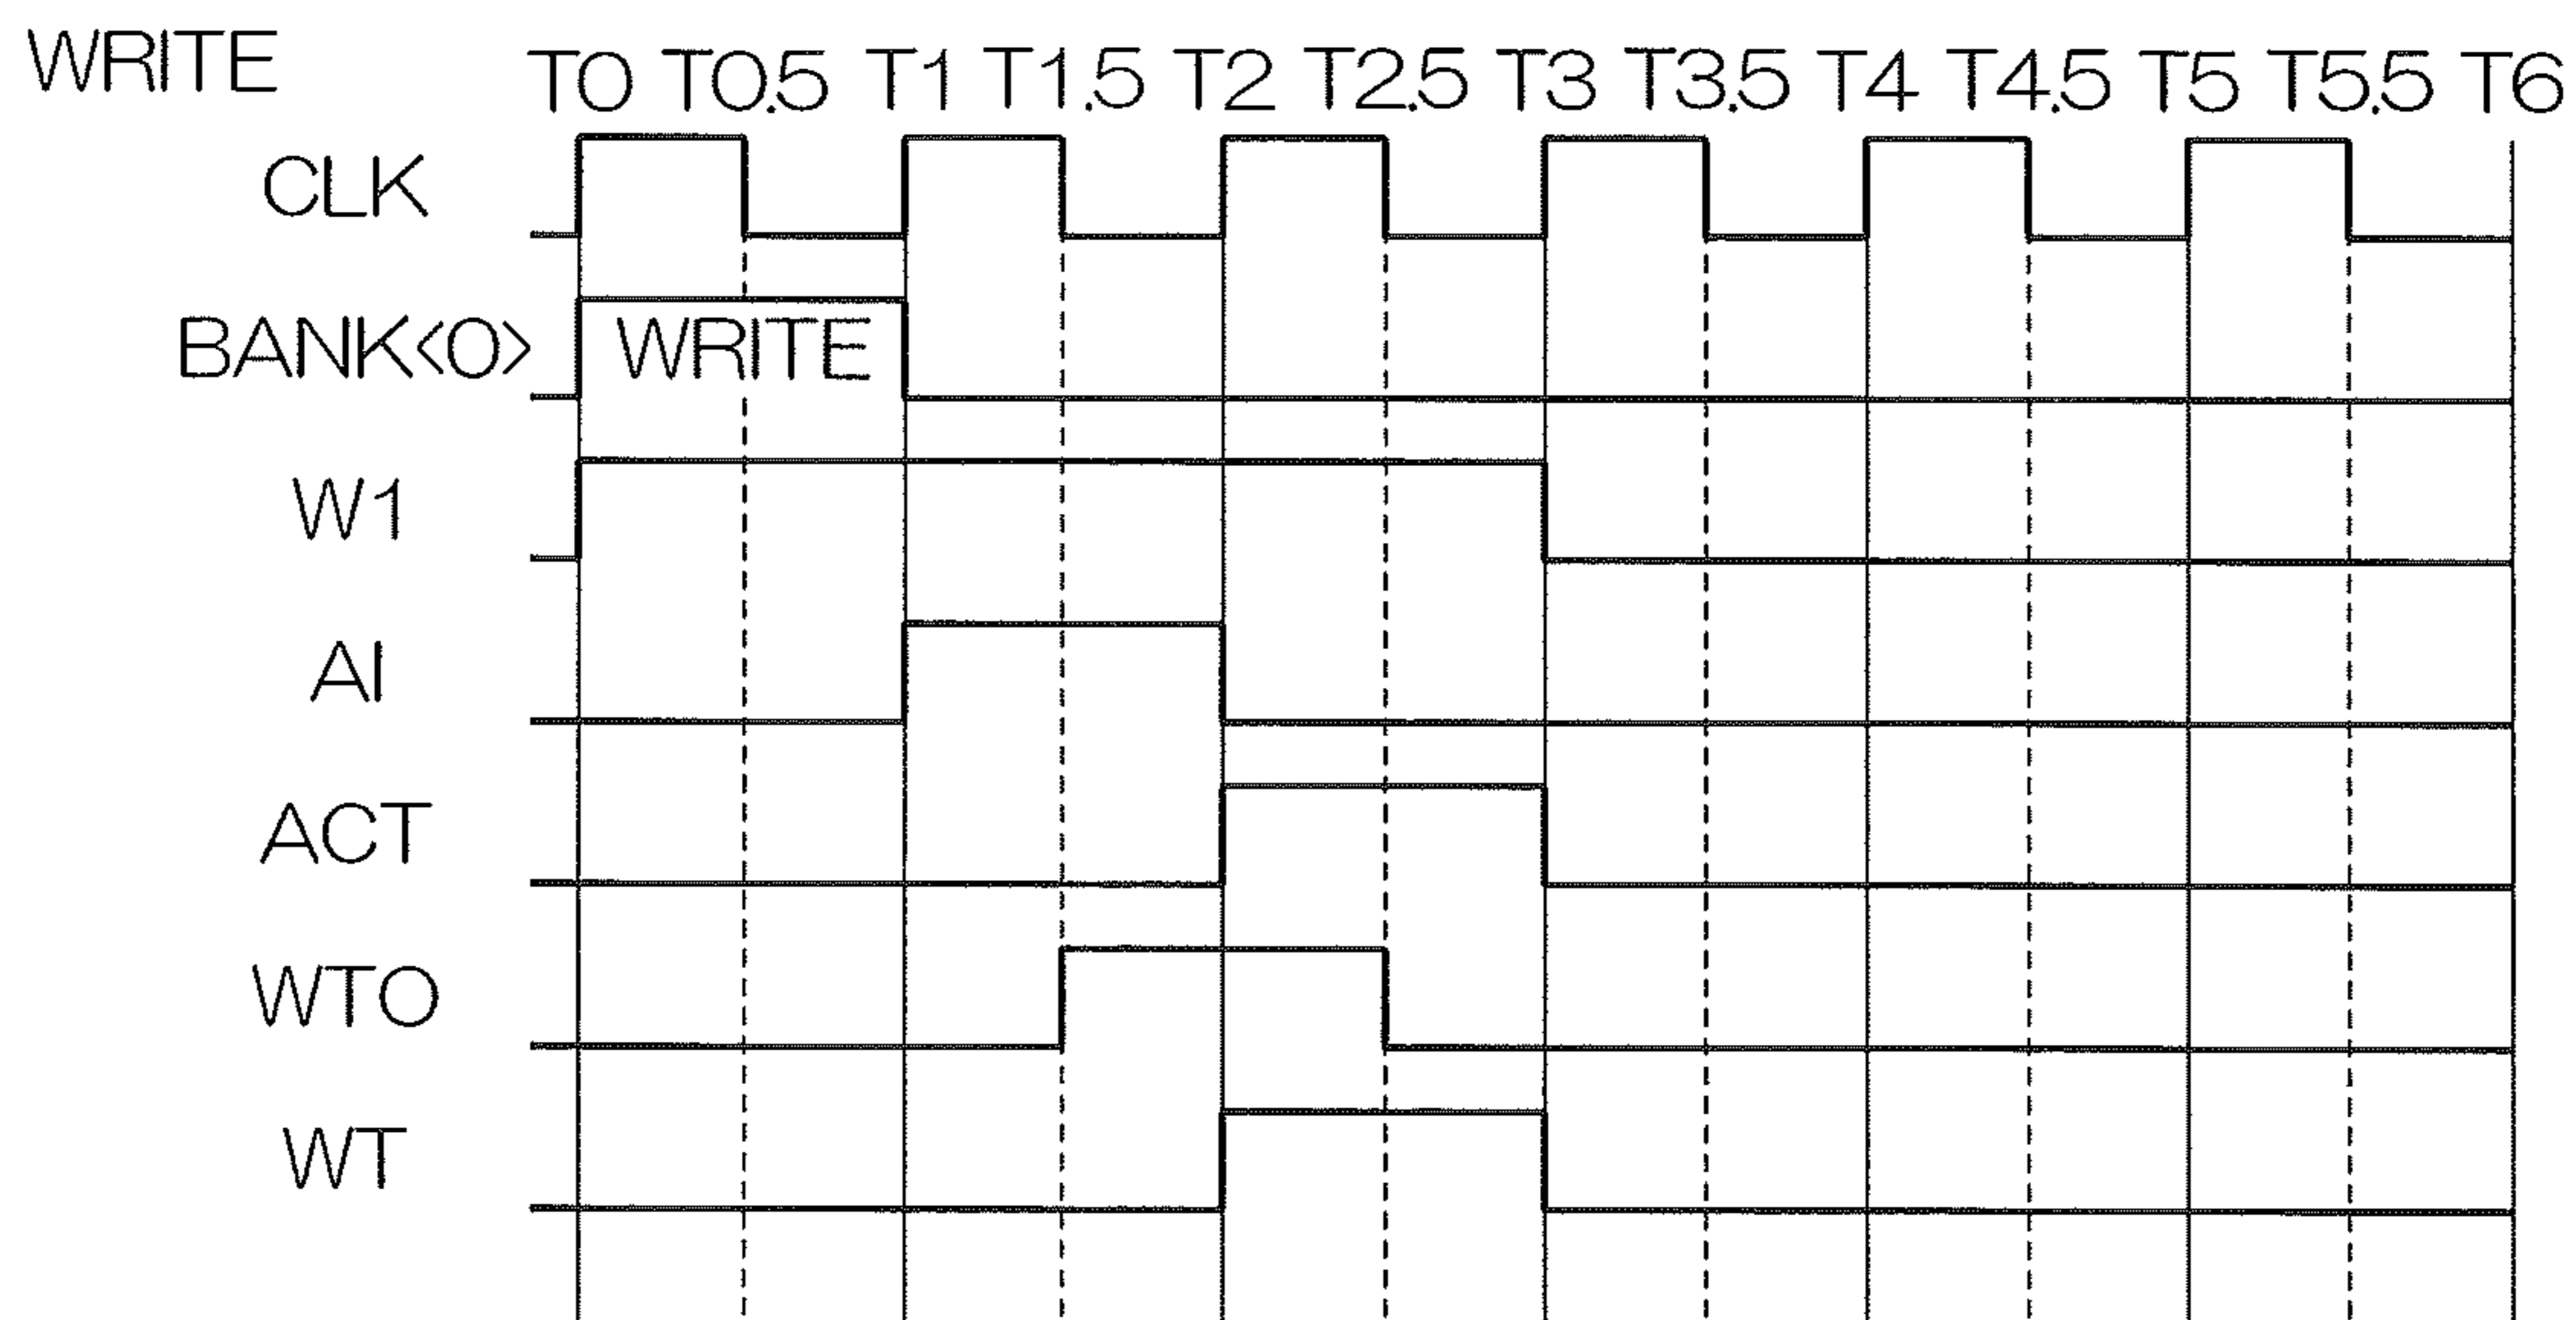 WRITE
T0 T0.5 T1 T1.5 T2 T2.5 T3 T3.5 T4 T4.5 T5 T5.5 T6
CLK
BANK<0> WRITE
W1
AI
ACT
WTO
WT